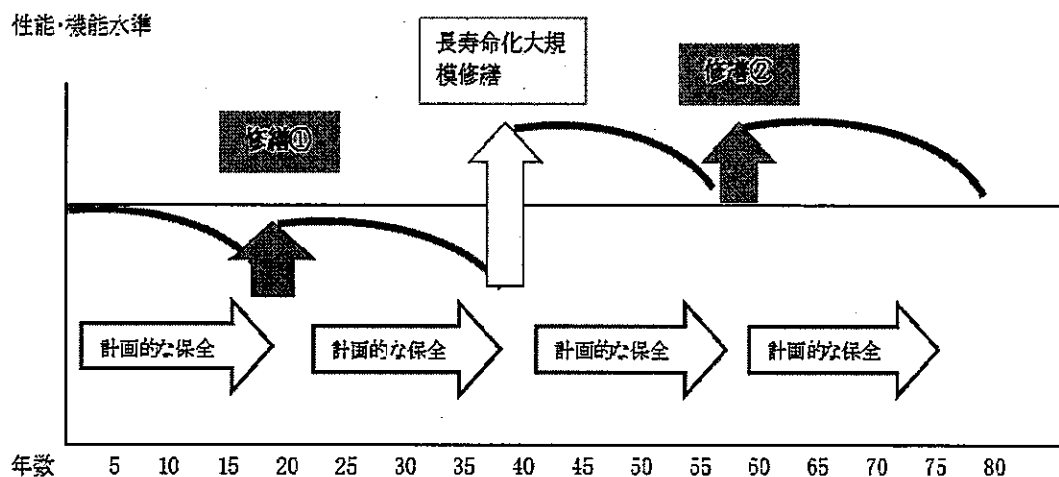 性能・機能水準
長寿命化大規
模修繕
修繕②
修繕①
計画的な保全
計画的な保全
計画的な保全
計画的な保全
年数 5 10 15 20 25 30 35 40 45 50 55 60 65 70 75 80